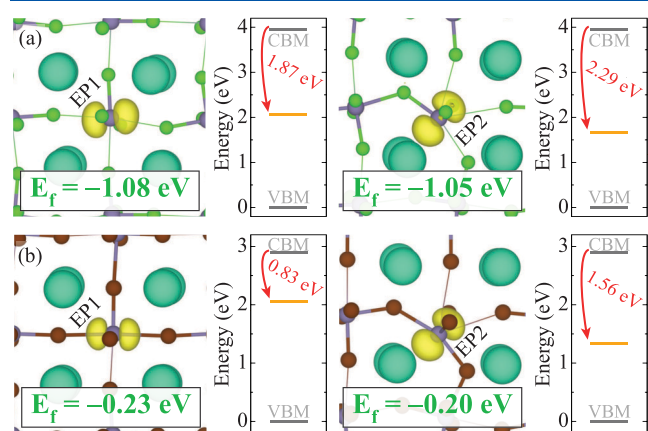 (a)
EP1
E_f = –1.08 eV
Energy (eV)
4
3
2
1
0
CBM
1.87 eV
VBM
EP2
E_f = –1.05 eV
Energy (eV)
4
3
2
1
0
CBM
2.29 eV
VBM
(b)
EP1
E_f = –0.23 eV
Energy (eV)
3
2
1
0
CBM
0.83 eV
VBM
EP2
E_f = –0.20 eV
Energy (eV)
3
2
1
0
CBM
1.56 eV
VBM